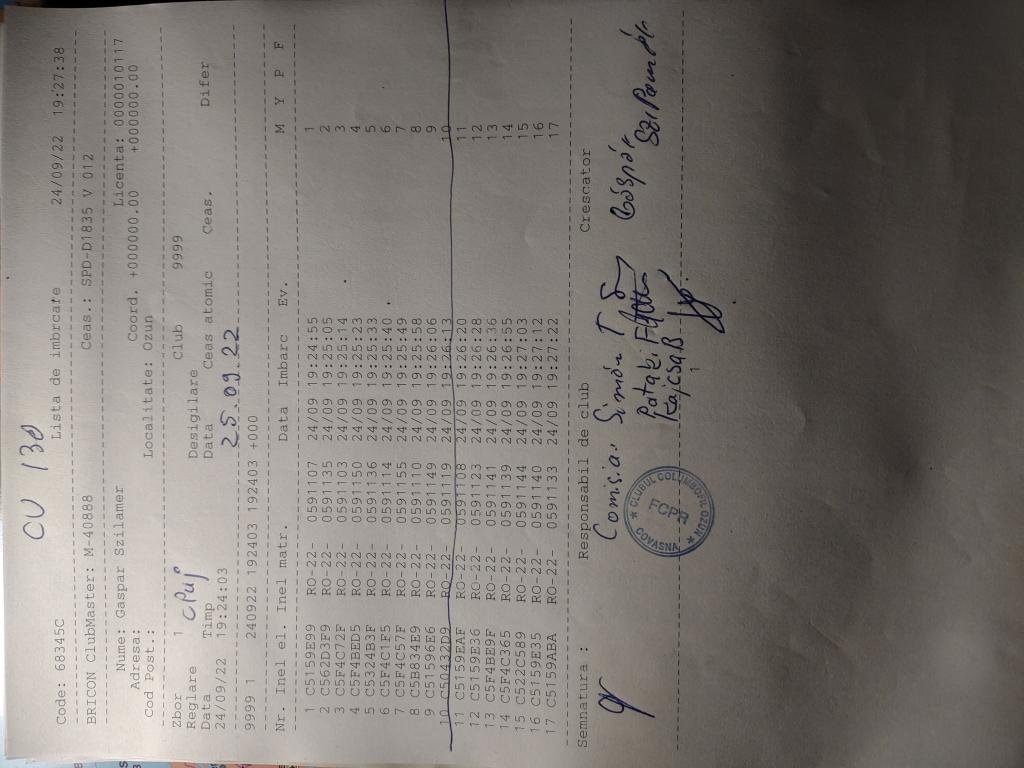 CU 130
Code: 68345C Lista de imbrcare 24/09/22 19:27:38
BRICON ClubMaster: M-40888 Ceas.: SPD-D1835 V 012
Nume: Gaspar Szilamer Licenta: 0000010117
Adresa: Coord. +000000.00 +000000.00
Cod Post.: Localitate: Ozun
Zbor 1 cPuj Club 9999
Reglare Desigilare
Data Timp Data Ceas atomic Ceas. Difer
24/09/22 19:24:03 25.09.22
9999 1 240922 192403 192403 +000
Nr. Inel el. Inel matr. Data Imbarc Ev. M Y P F
1 C5159E99 RO-22- 0591107 24/09 19:24:55 1
2 C562D3F9 RO-22- 0591135 24/09 19:25:05 2
3 C5F4C72F RO-22- 0591103 24/09 19:25:14 3
4 C5F4BED5 RO-22- 0591150 24/09 19:25:23 4
5 C5324B3F RO-22- 0591136 24/09 19:25:33 5
6 C5F4C1F5 RO-22- 0591114 24/09 19:25:40 6
7 C5F4C57F RO-22- 0591155 24/09 19:25:49 7
8 C5B834E9 RO-22- 0591110 24/09 19:25:58 8
9 C51596E6 RO-22- 0591149 24/09 19:26:06 9
10 C50432D9 RO-22- 0591119 24/09 19:26:13 10
11 C5159EAF RO-22- 0591108 24/09 19:26:20 11
12 C5159E36 RO-22- 0591123 24/09 19:26:28 12
13 C5F4BE8F RO-22- 0591141 24/09 19:26:36 13
14 C5F4C365 RO-22- 0591139 24/09 19:26:55 14
15 C522C589 RO-22- 0591144 24/09 19:27:03 15
16 C5159E35 RO-22- 0591140 24/09 19:27:12 16
17 C5159ABA RO-22- 0591133 24/09 19:27:22 17
Semnatura : Responsabil de club Crescator
Comisia: Simon T Gáspár
Pataki F Szilamér
Rajcsa B
1
CLUBUL COLUMBOFIL OZUN
FCPR
COVASNA